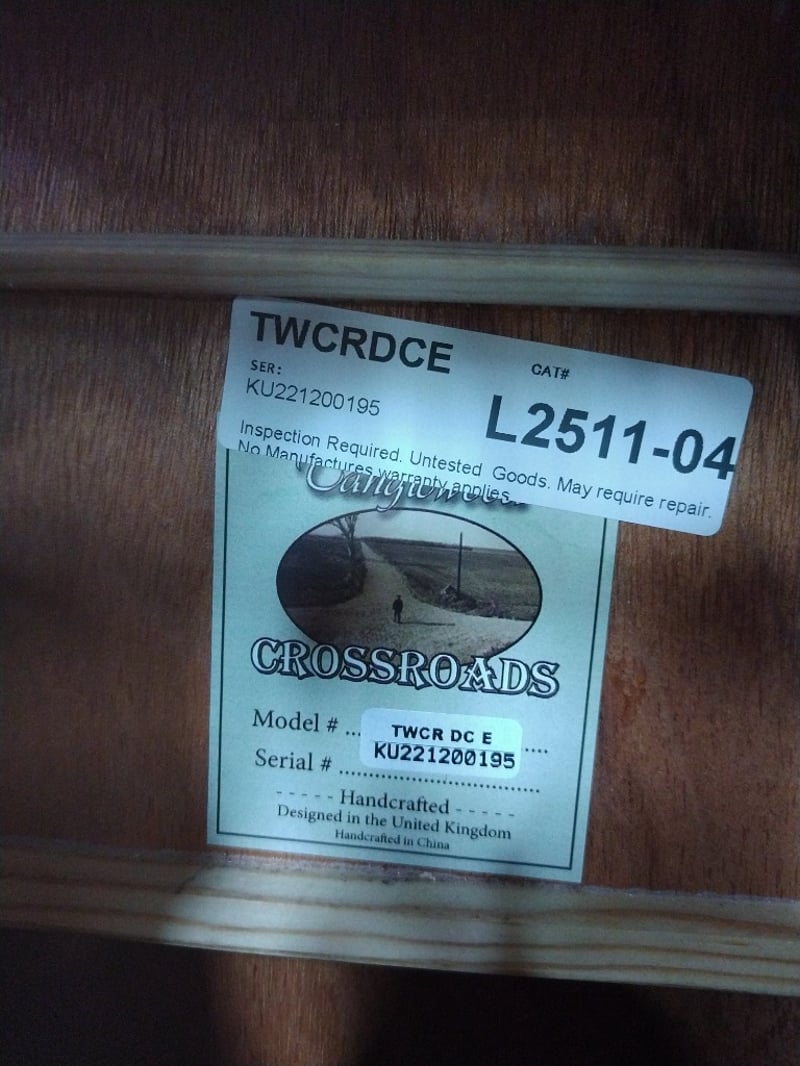 TWCRDCE
SER:
KU221200195
CAT#
L2511-04
Inspection Required. Untested Goods. May require repair.
No Manufactures warranty applies.
CROSSROADS
Model # ...
TWCR DC E
....
KU221200195
Serial # ........................................
- - - - - Handcrafted - - - - -
Designed in the United Kingdom
Handcrafted in China